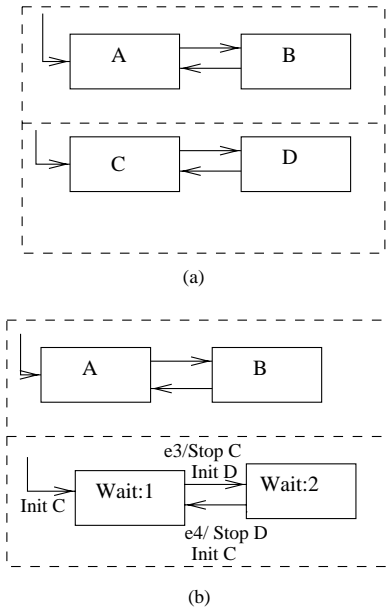 A
B
C
D
(a)
A
B
e3/Stop C
Init D
Wait:1
Wait:2
Init C
e4/ Stop D
Init C
(b)